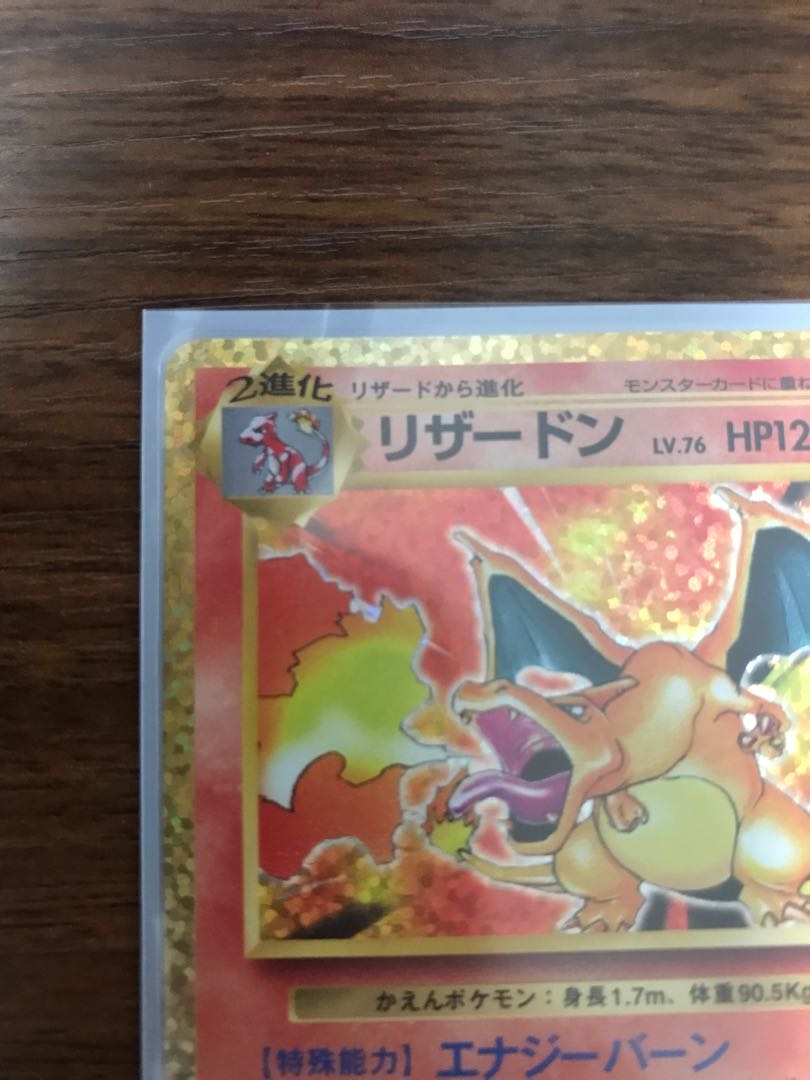 2進化 リザードから進化 モンスターカードに重ね
リザードン LV.76 HP12
かえんポケモン：身長1.7m、体重90.5Kg
【特殊能力】 エナジーバーン